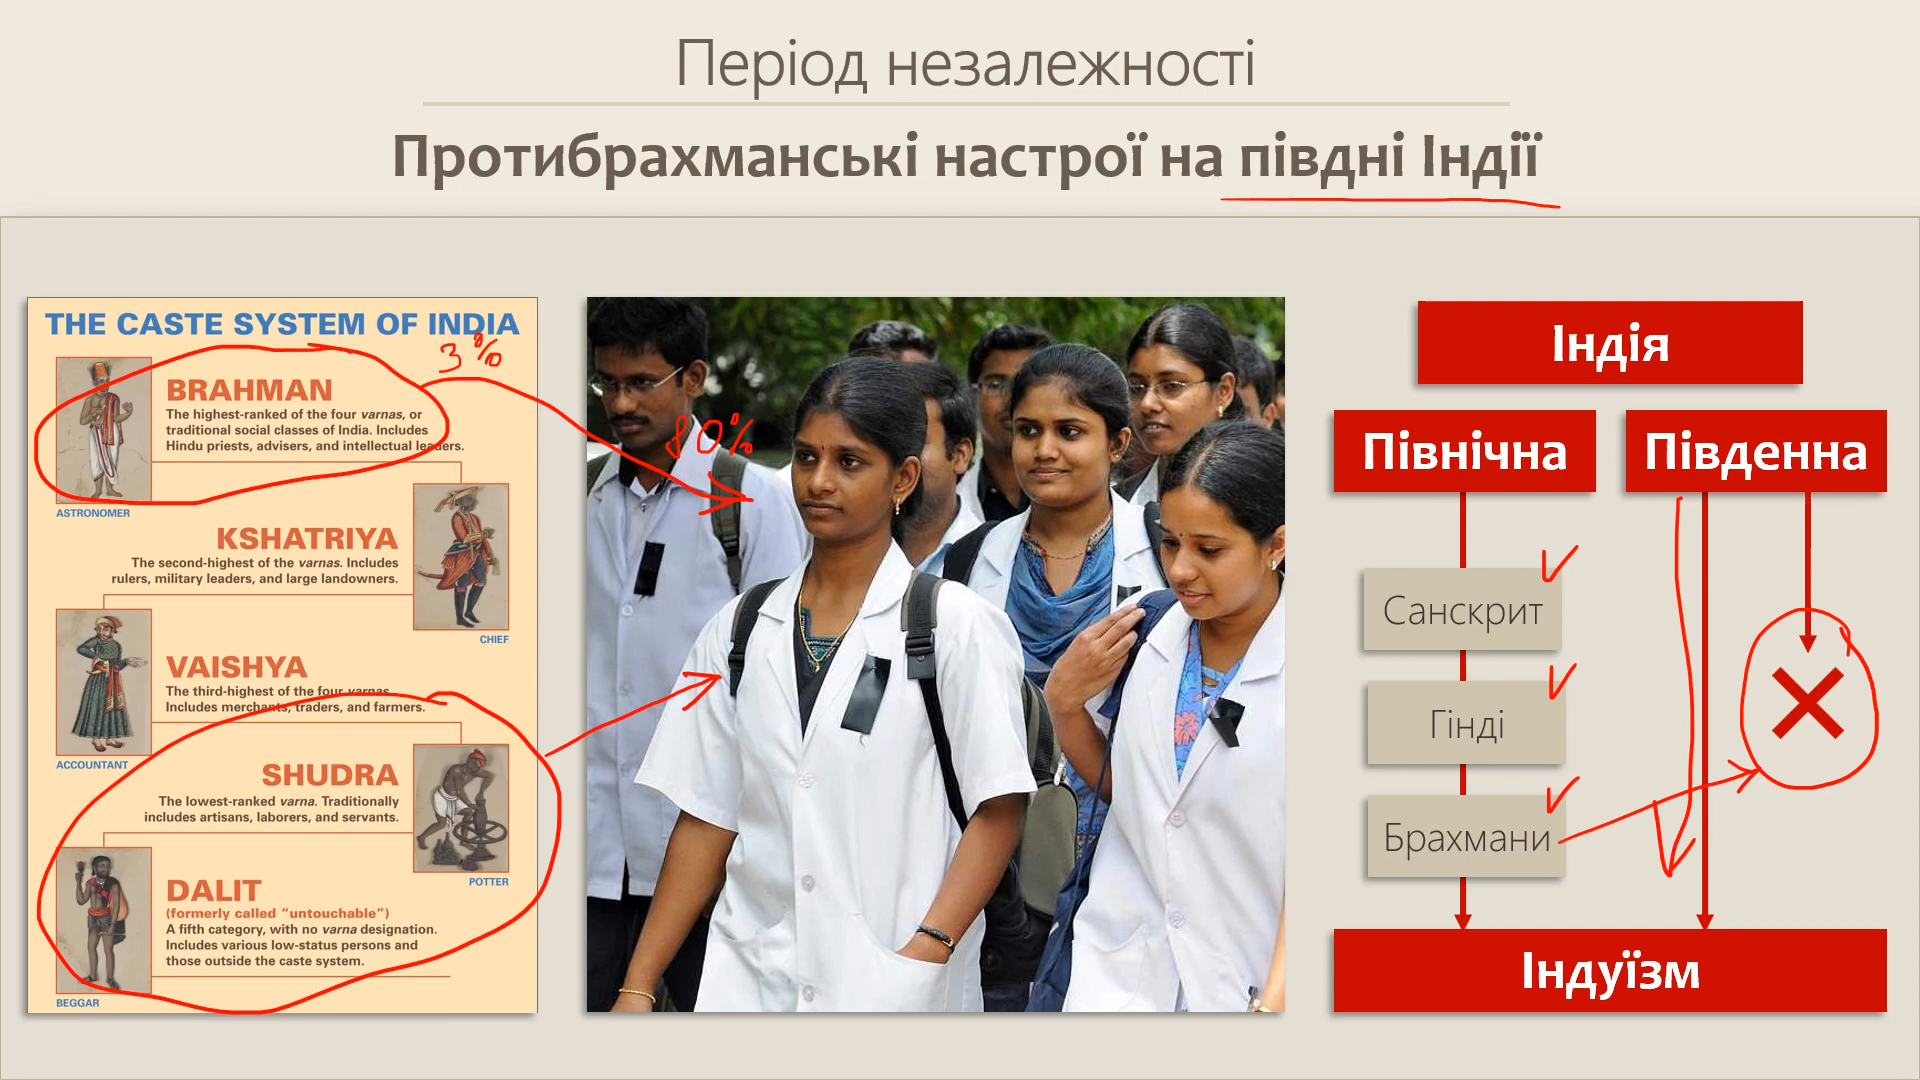 Період незалежності
Протибрахманські настрої на півдні Індії
THE CASTE SYSTEM OF INDIA
3%
BRAHMAN
The highest-ranked of the four varnas, or
traditional social classes of India. Includes
Hindu priests, advisers, and intellectual leaders.
ASTRONOMER
KSHATRIYA
The second-highest of the varnas. Includes
rulers, military leaders, and large landowners.
CHIEF
VAISHYA
The third-highest of the four varnas.
Includes merchants, traders, and farmers.
ACCOUNTANT
SHUDRA
The lowest-ranked varna. Traditionally
includes artisans, laborers, and servants.
POTTER
DALIT
(formerly called “untouchable”)
A fifth category, with no varna designation.
Includes various low-status persons and
those outside the caste system.
BEGGAR
80%
Індія
Північна
Південна
Санскрит
Гінді
Брахмани
Індуїзм